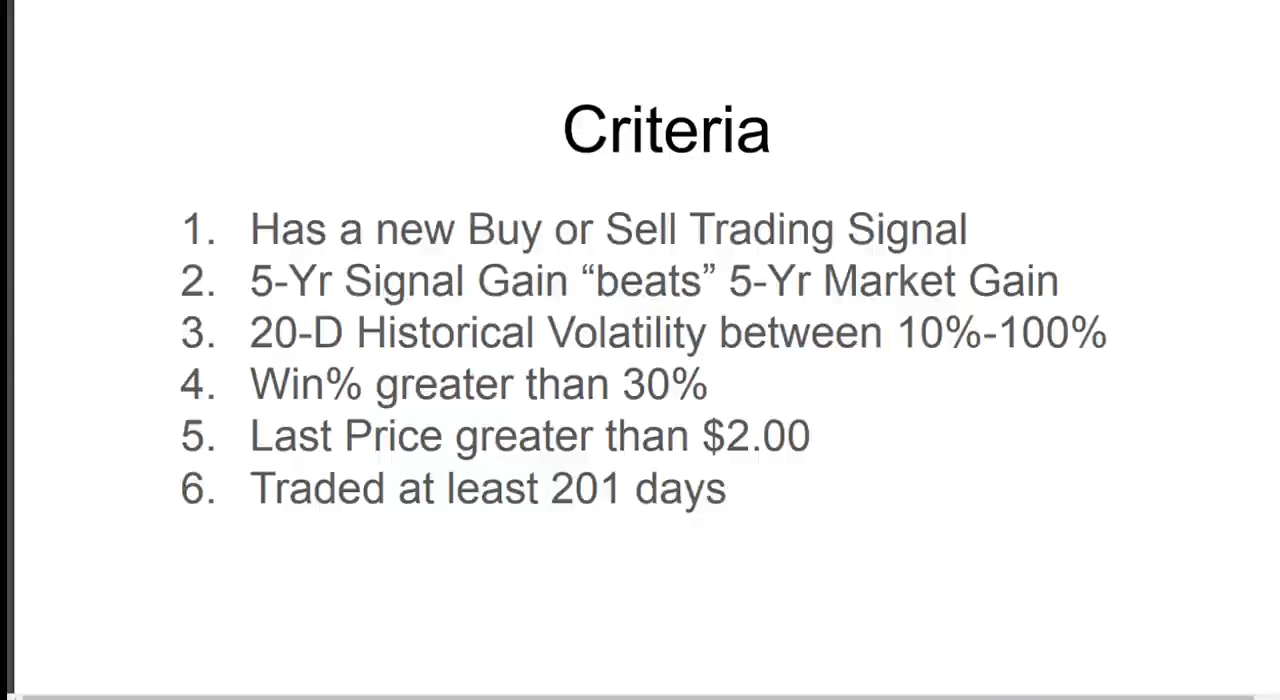 Criteria
1. Has a new Buy or Sell Trading Signal
2. 5-Yr Signal Gain “beats” 5-Yr Market Gain
3. 20-D Historical Volatility between 10%-100%
4. Win% greater than 30%
5. Last Price greater than $2.00
6. Traded at least 201 days